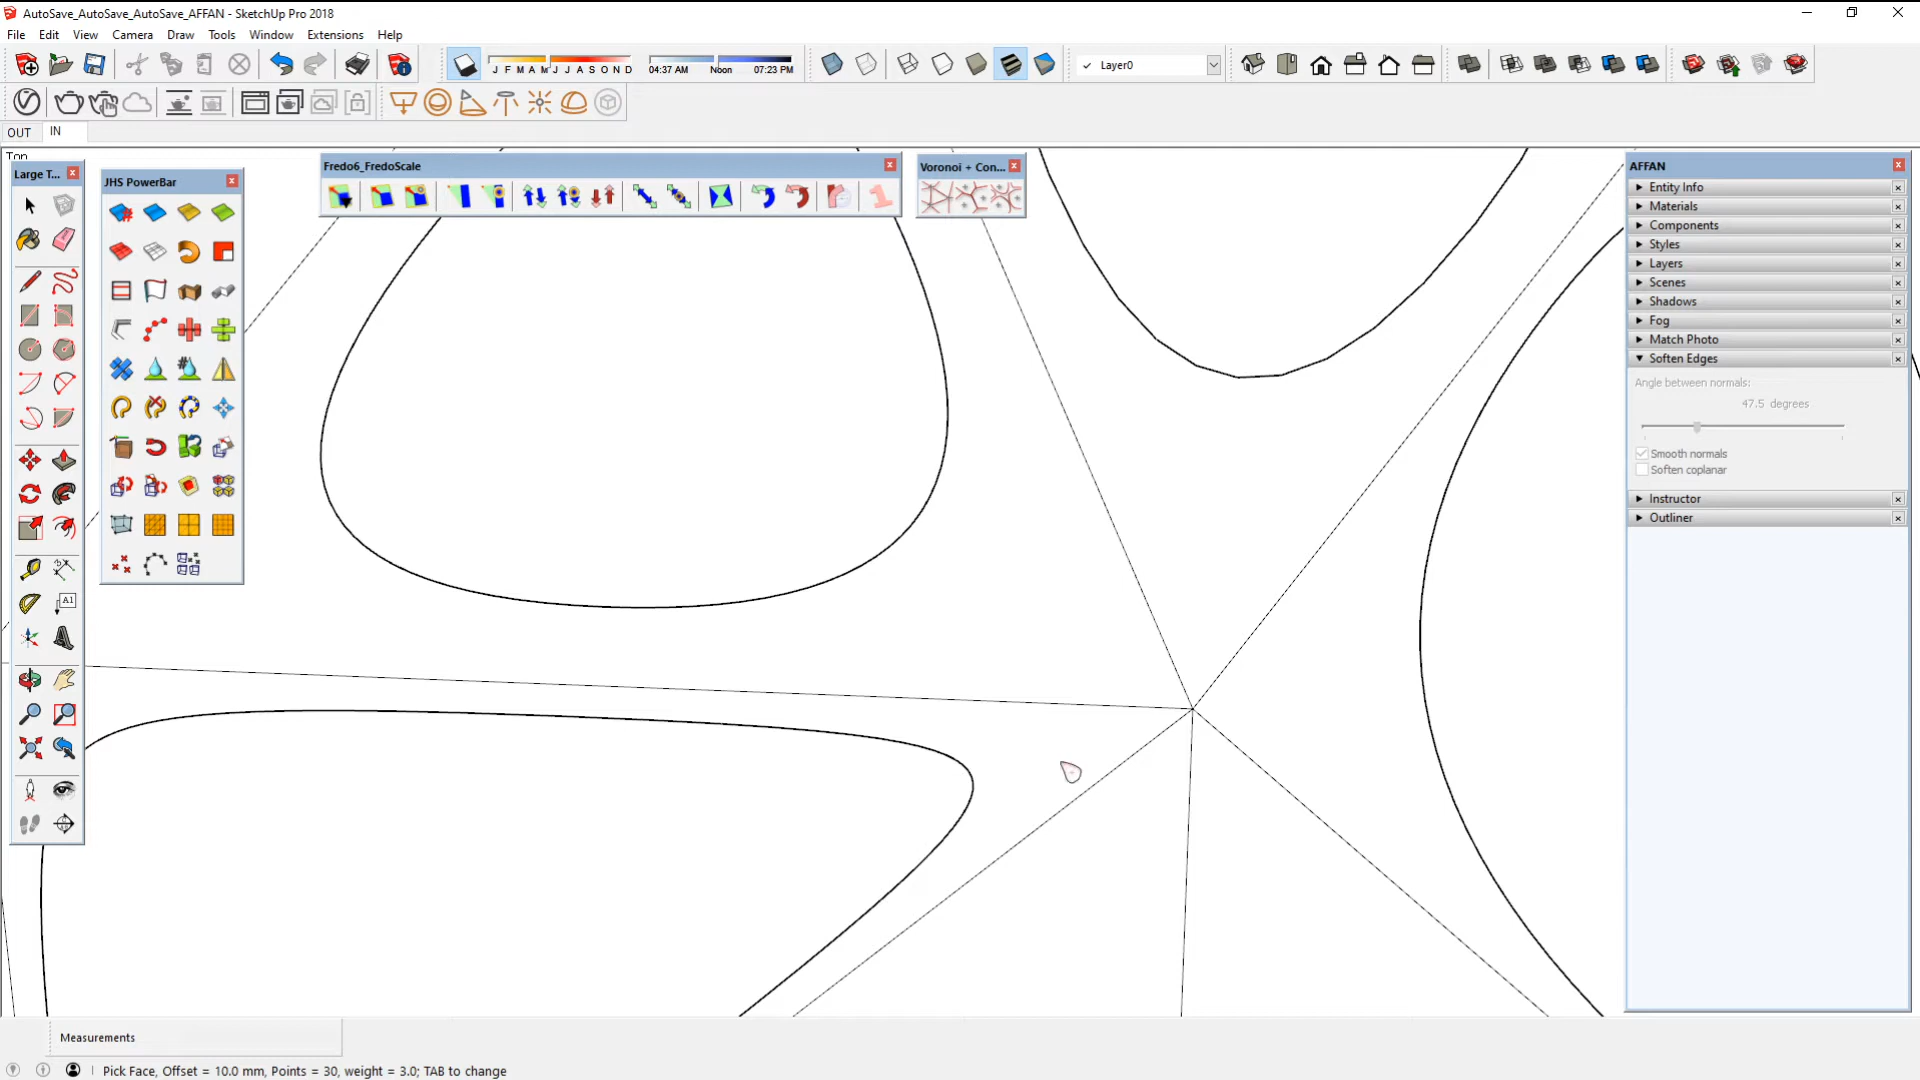 AutoSave_AutoSave_AutoSave_AFFAN - SketchUp Pro 2018
File Edit View Camera Draw Tools Window Extensions Help
J F M A M J J A S O N D 04:37 AM Noon 07:23 PM
Layer0
OUT IN
Top
Large T...
JHS PowerBar
Fredo6_FredoScale
Voronoi + Con...
A1
AFFAN
Entity Info
Materials
Components
Styles
Layers
Scenes
Shadows
Fog
Match Photo
Soften Edges
Angle between normals:
47.5 degrees
Smooth normals
Soften coplanar
Instructor
Outliner
Measurements
Pick Face, Offset = 10.0 mm, Points = 30, weight = 3.0; TAB to change